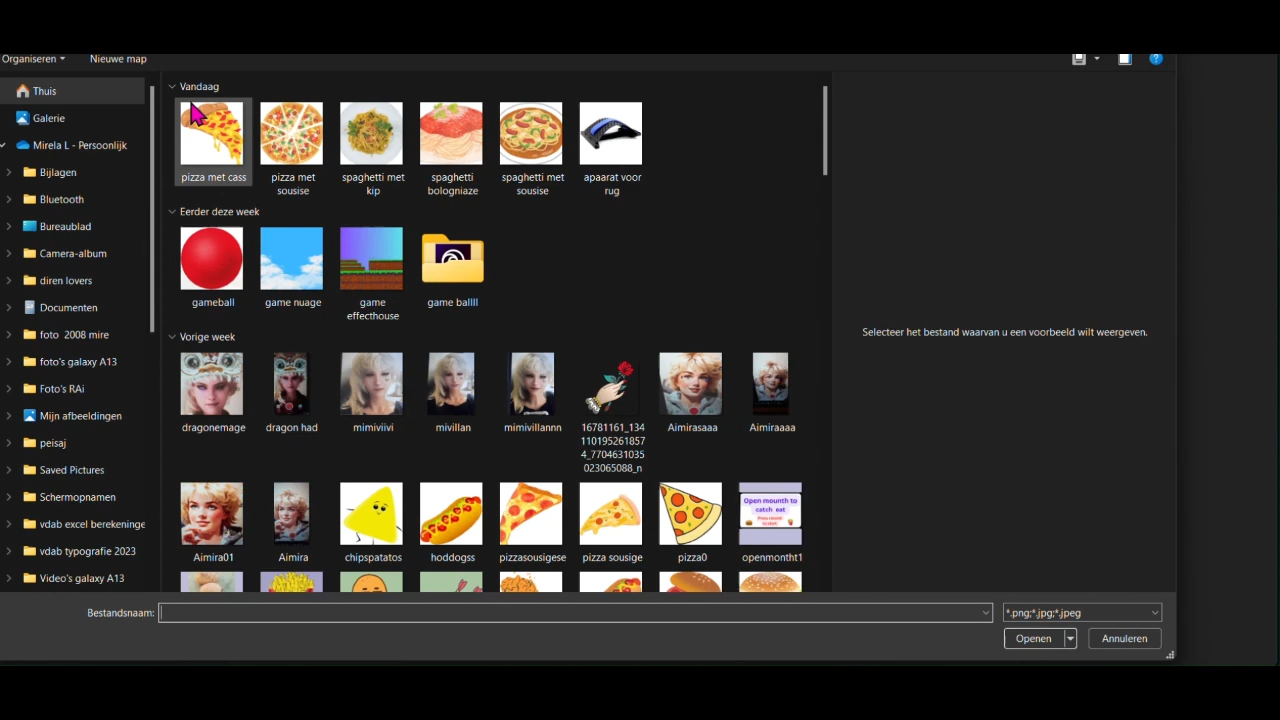 Organiseren
Nieuwe map
Thuis
Galerie
Mirela L - Persoonlijk
Bijlagen
Bluetooth
Bureaublad
Camera-album
diren lovers
Documenten
foto 2008 mire
foto's galaxy A13
Foto's RAi
Mijn afbeeldingen
peisaj
Saved Pictures
Schermopnamen
vdab exel berekeninge
vdab typografie 2023
Video's galaxy A13
Vandaag
pizza met cass
pizza met
sousise
spaghetti met
kip
spaghetti
bologniaze
spaghetti met
sousise
apaarat voor
rug
Eerder deze week
gameball
game nuage
game
effecthouse
game ballll
Vorige week
dragonemage
dragon had
mimiviivi
mivillan
mimivillannn
16781161_134
110195261857
4_7704631035
023065088_n
Aimirasaaa
Aimiraaaa
Aimira01
Aimira
chipspatatos
hoddogss
pizzasousigese
pizza sousige
pizza0
Open mounth to
catch eat
openmontht1
Selecteer het bestand waarvan u een voorbeeld wilt weergeven.
Bestandsnaam:
*.png;*.jpg;*.jpeg
Openen
Annuleren